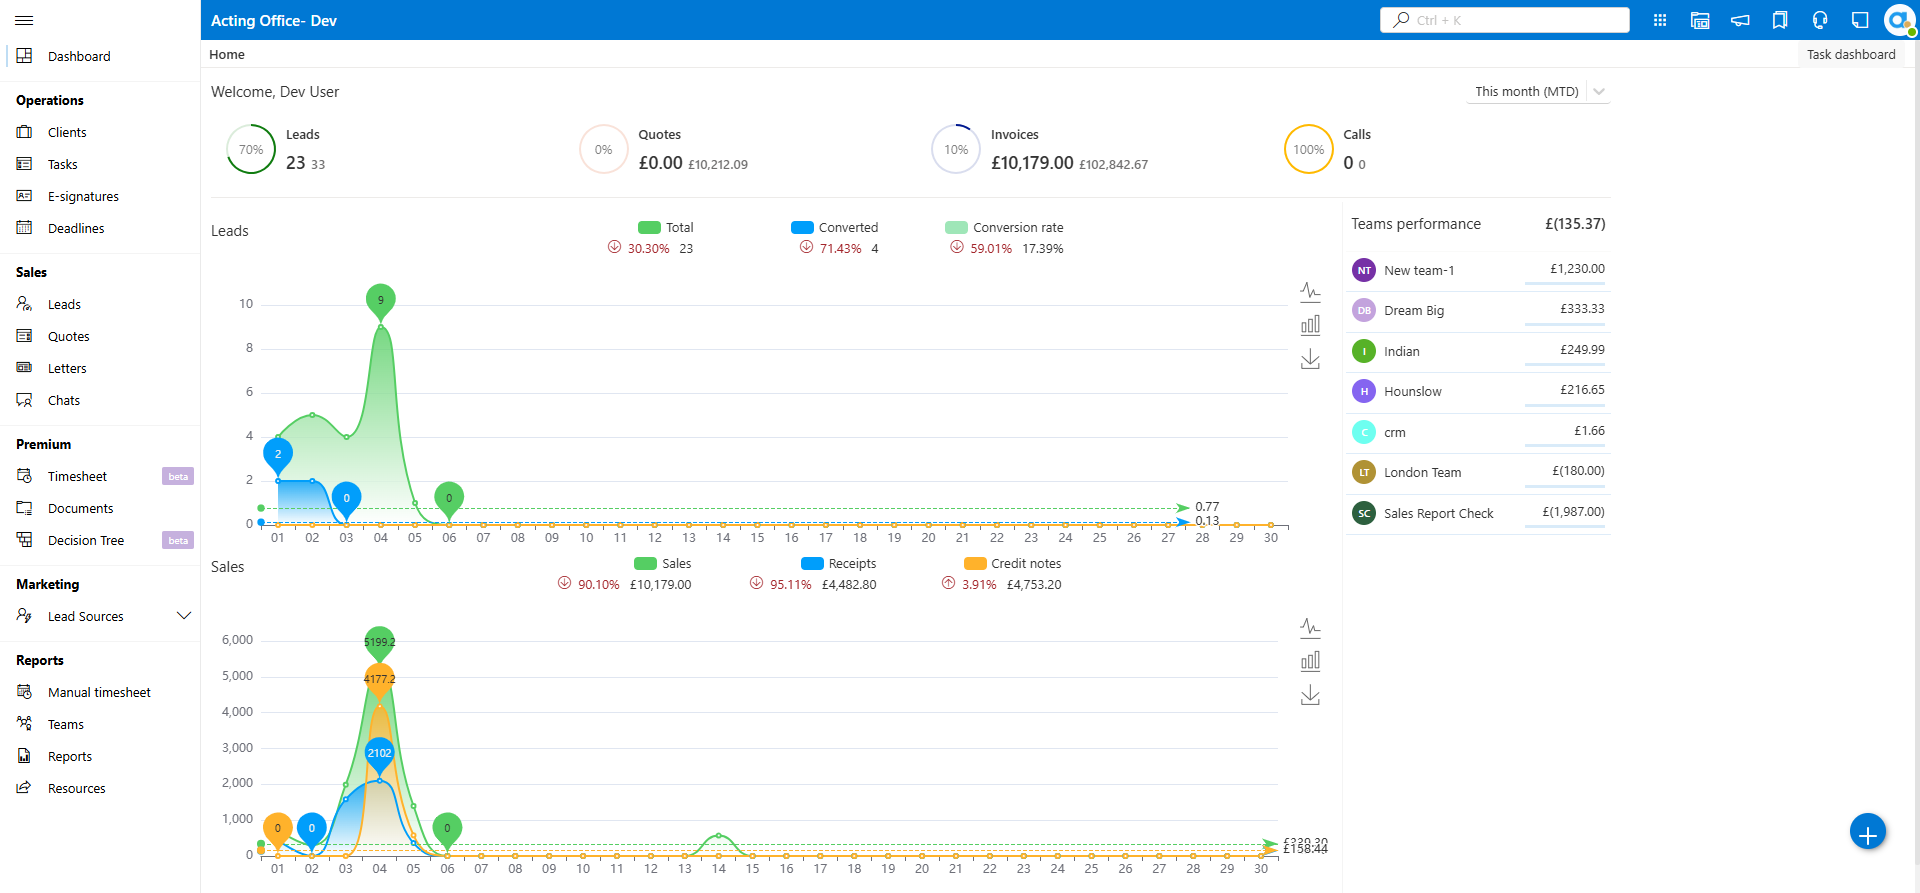 Acting Office- Dev
Ctrl + K
Dashboard
Home
Task dashboard
Operations
Clients
Tasks
E-signatures
Deadlines
Sales
Leads
Quotes
Letters
Chats
Premium
Timesheet beta
Documents
Decision Tree beta
Marketing
Lead Sources
Reports
Manual timesheet
Teams
Reports
Resources
Welcome, Dev User
This month (MTD)
70% Leads 23 33
0% Quotes £0.00 £10,212.09
10% Invoices £10,179.00 £102,842.67
100% Calls 0 0
Leads
Total 30.30% 23
Converted 71.43% 4
Conversion rate 59.01% 17.39%
10
8
6
4
2
0
9
2
0
0
0.77
0.13
01 02 03 04 05 06 07 08 09 10 11 12 13 14 15 16 17 18 19 20 21 22 23 24 25 26 27 28 29 30
Sales
Sales 90.10% £10,179.00
Receipts 95.11% £4,482.80
Credit notes 3.91% £4,753.20
6,000
5,000
4,000
3,000
2,000
1,000
0
5199.2
4177.2
2102
0
0
0
£158.44
01 02 03 04 05 06 07 08 09 10 11 12 13 14 15 16 17 18 19 20 21 22 23 24 25 26 27 28 29 30
Teams performance £(135.37)
NT New team-1 £1,230.00
DB Dream Big £333.33
I Indian £249.99
H Hounslow £216.65
C crm £1.66
LT London Team £(180.00)
SC Sales Report Check £(1,987.00)